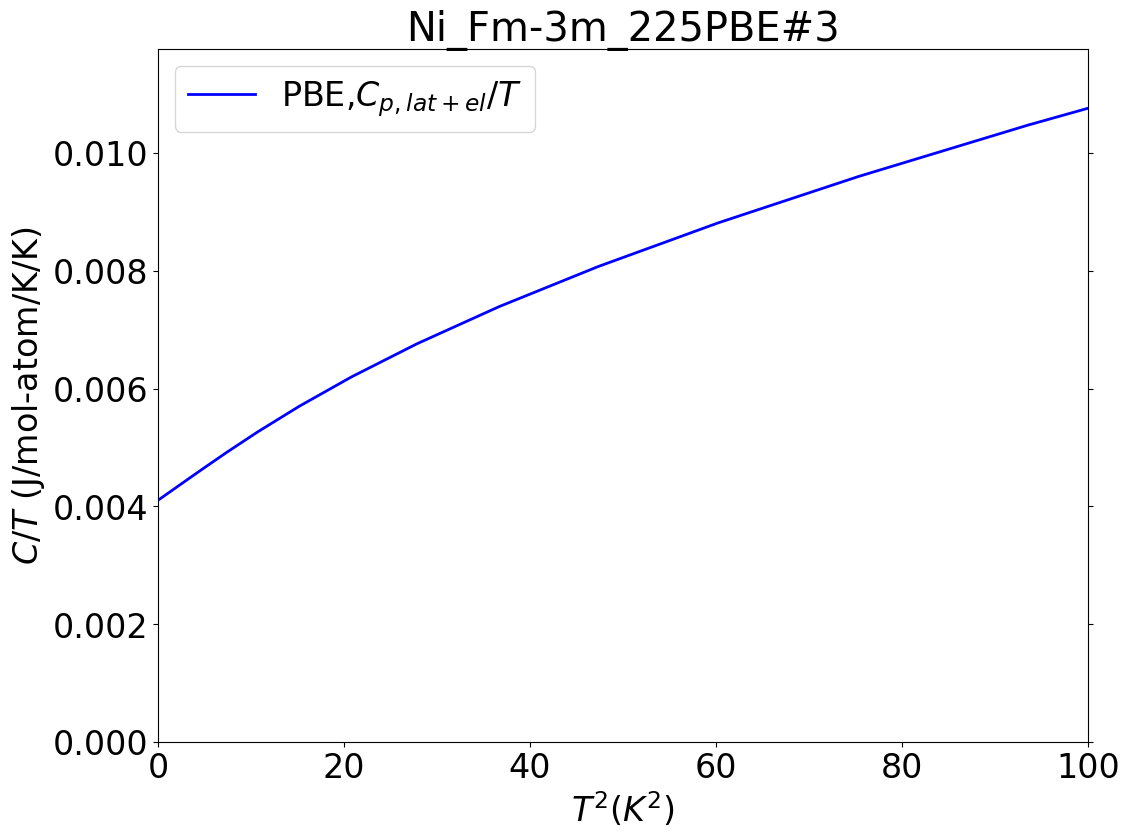 Ni_Fm-3m_225PBE#3
PBE,C_{p, lat+el}/T
C/T (J/mol-atom/K/K)
0.010
0.008
0.006
0.004
0.002
0.000
0 20 40 60 80 100
T^2(K^2)